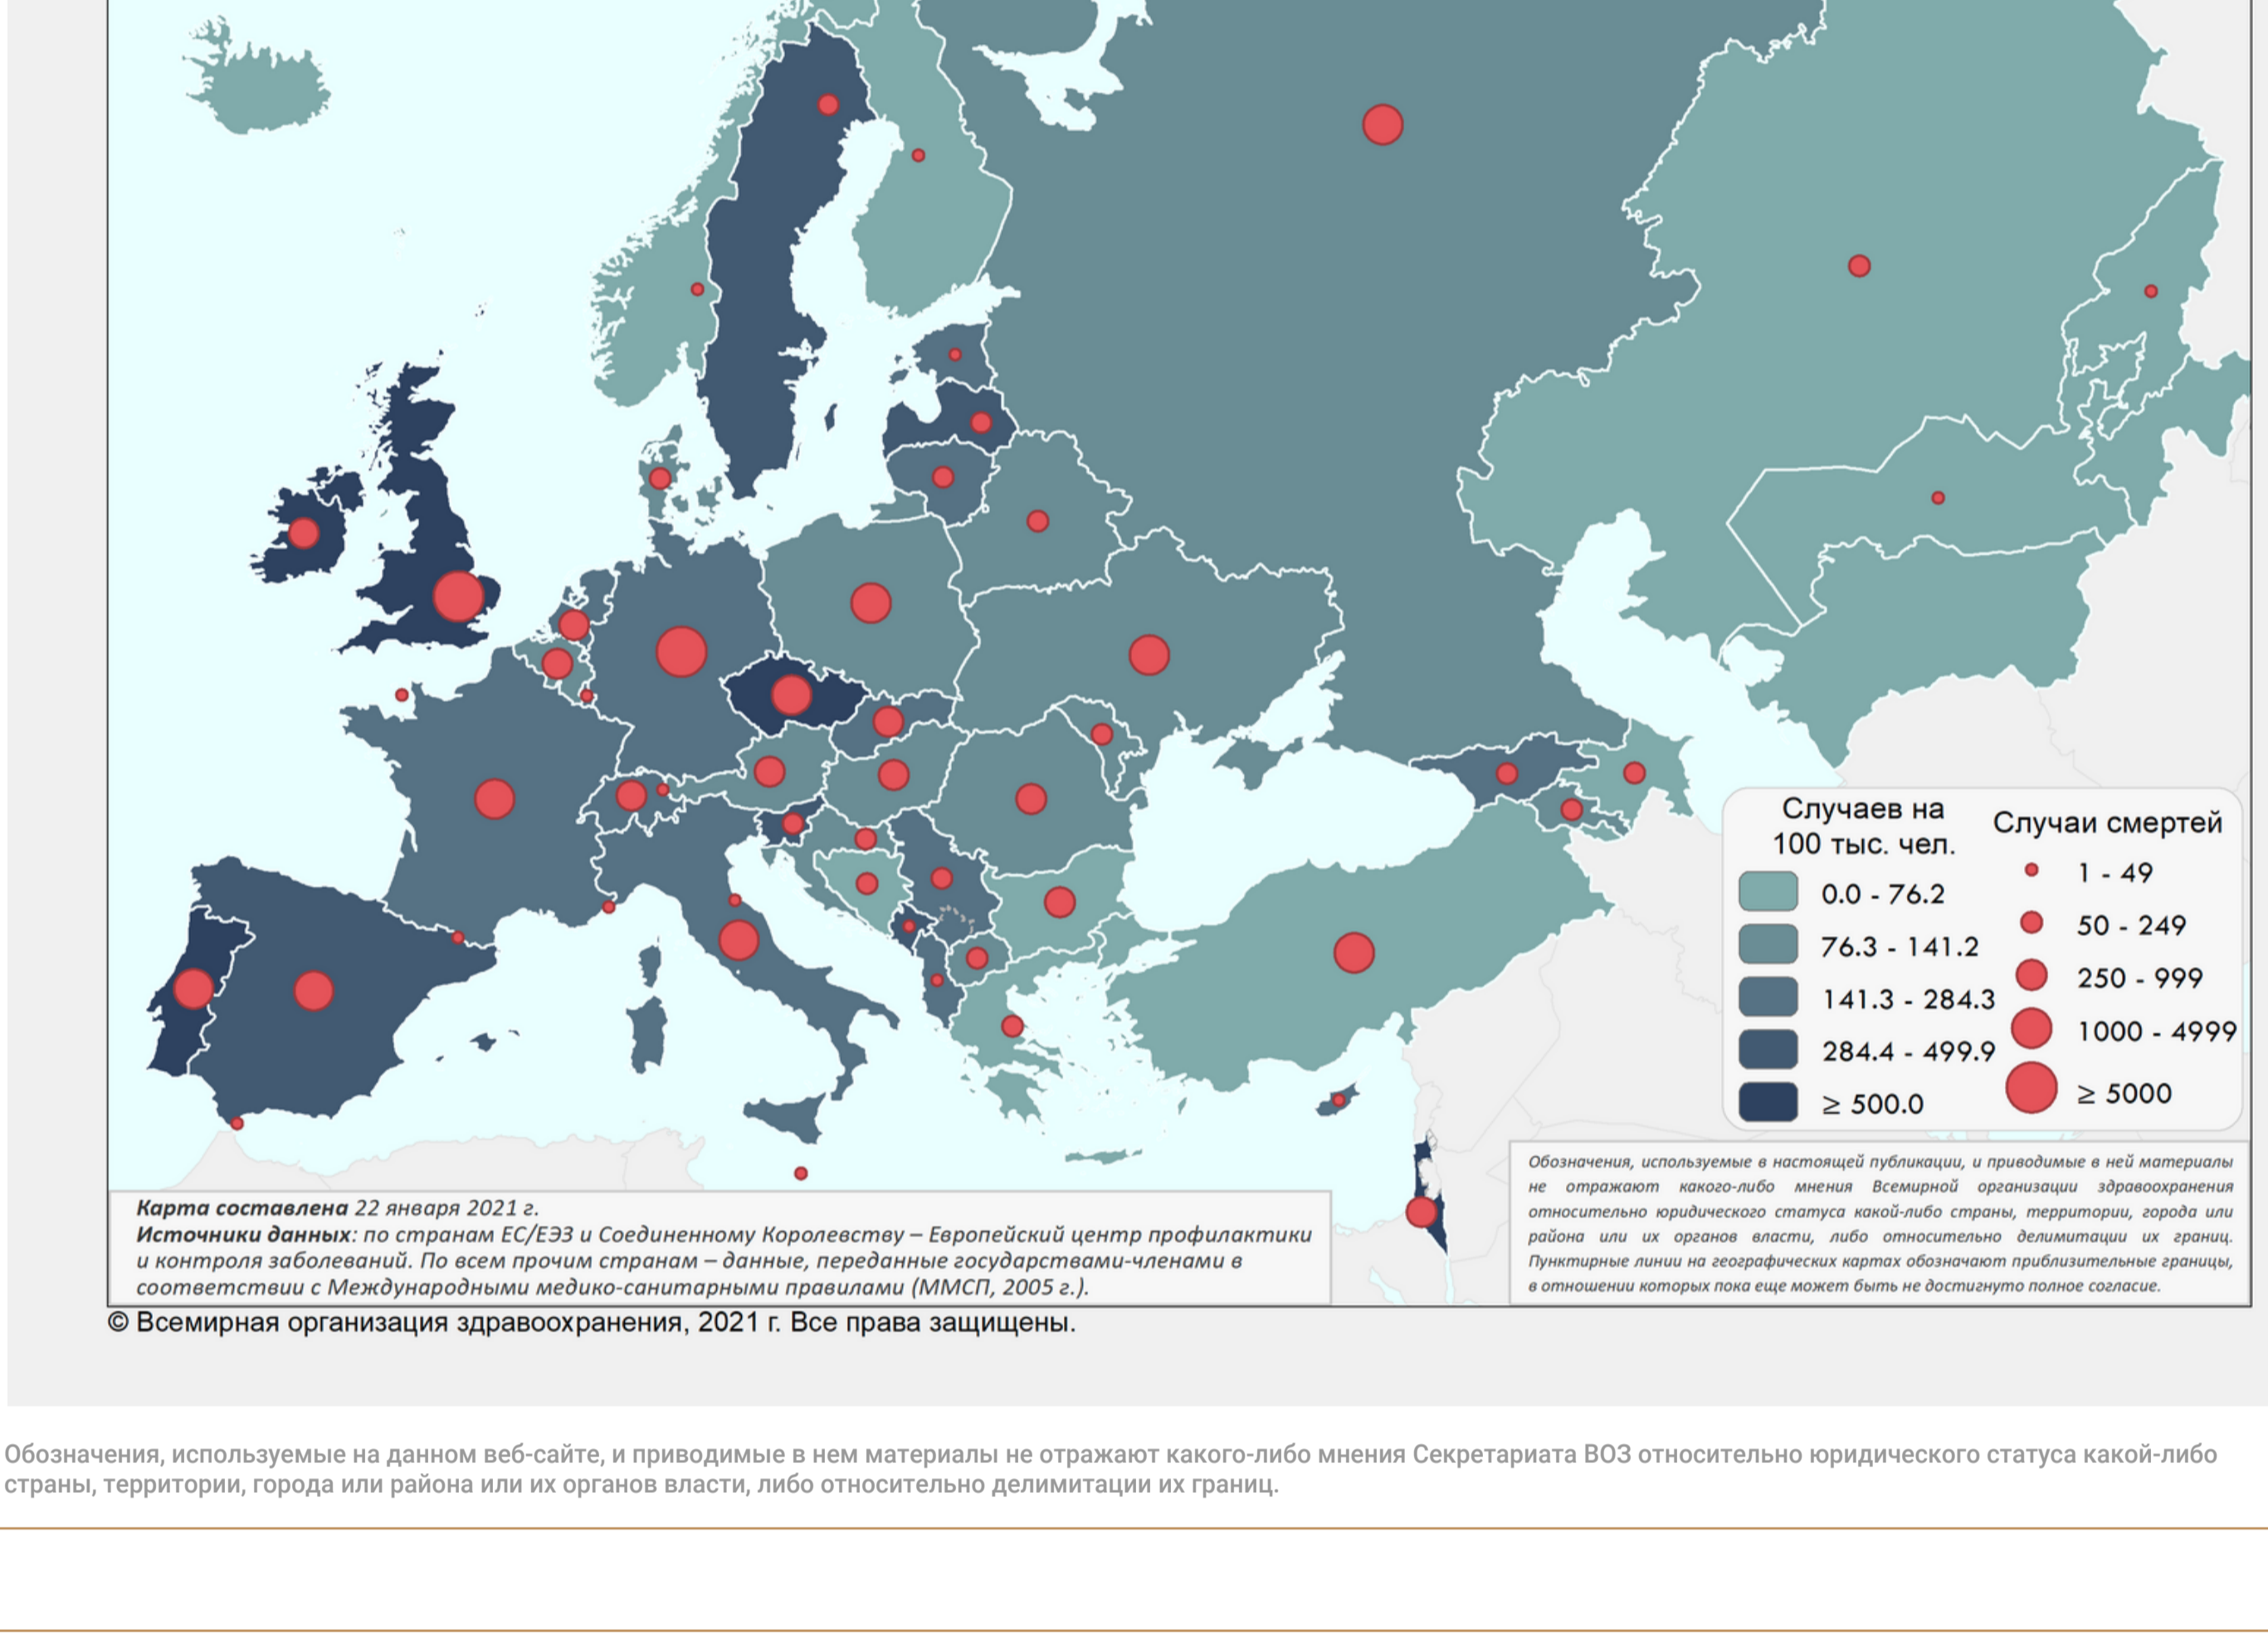 Случаев на
100 тыс. чел.
0.0 - 76.2
76.3 - 141.2
141.3 - 284.3
284.4 - 499.9
≥ 500.0
Случаи смертей
1 - 49
50 - 249
250 - 999
1000 - 4999
≥ 5000
Карта составлена 22 января 2021 г.
Источники данных: по странам ЕС/ЕЭЗ и Соединенному Королевству – Европейский центр профилактики
и контроля заболеваний. По всем прочим странам – данные, переданные государствами-членами в
соответствии с Международными медико-санитарными правилами (ММСП, 2005 г.).
Обозначения, используемые в настоящей публикации, и приводимые в ней материалы
не отражают какого-либо мнения Всемирной организации здравоохранения
относительно юридического статуса какой-либо страны, территории, города или
района или их органов власти, либо относительно делимитации их границ.
Пунктирные линии на географических картах обозначают приблизительные границы,
в отношении которых пока еще может быть не достигнуто полное согласие.
© Всемирная организация здравоохранения, 2021 г. Все права защищены.
Обозначения, используемые на данном веб-сайте, и приводимые в нем материалы не отражают какого-либо мнения Секретариата ВОЗ относительно юридического статуса какой-либо
страны, территории, города или района или их органов власти, либо относительно делимитации их границ.